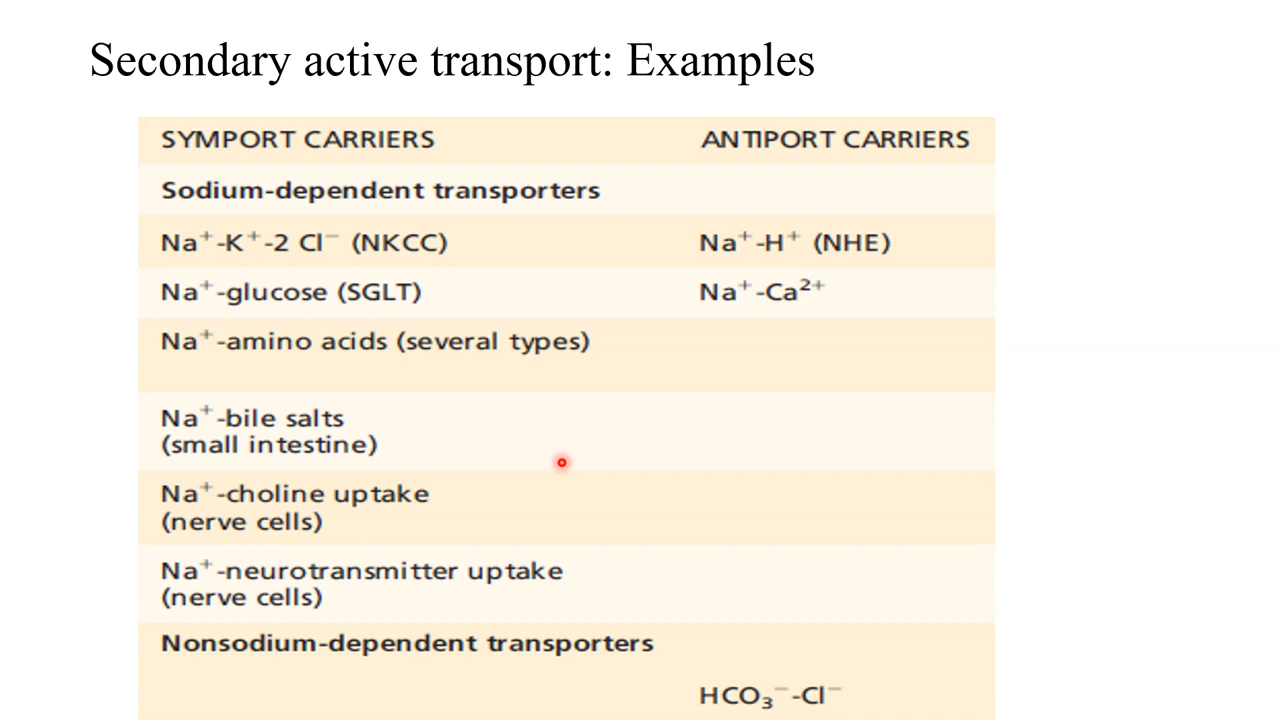 Secondary active transport: Examples
SYMPORT CARRIERS ANTIPORT CARRIERS
Sodium-dependent transporters
Na⁺-K⁺-2 Cl⁻ (NKCC) Na⁺-H⁺ (NHE)
Na⁺-glucose (SGLT) Na⁺-Ca²⁺
Na⁺-amino acids (several types)
Na⁺-bile salts
(small intestine)
Na⁺-choline uptake
(nerve cells)
Na⁺-neurotransmitter uptake
(nerve cells)
Nonsodium-dependent transporters
HCO₃⁻-Cl⁻